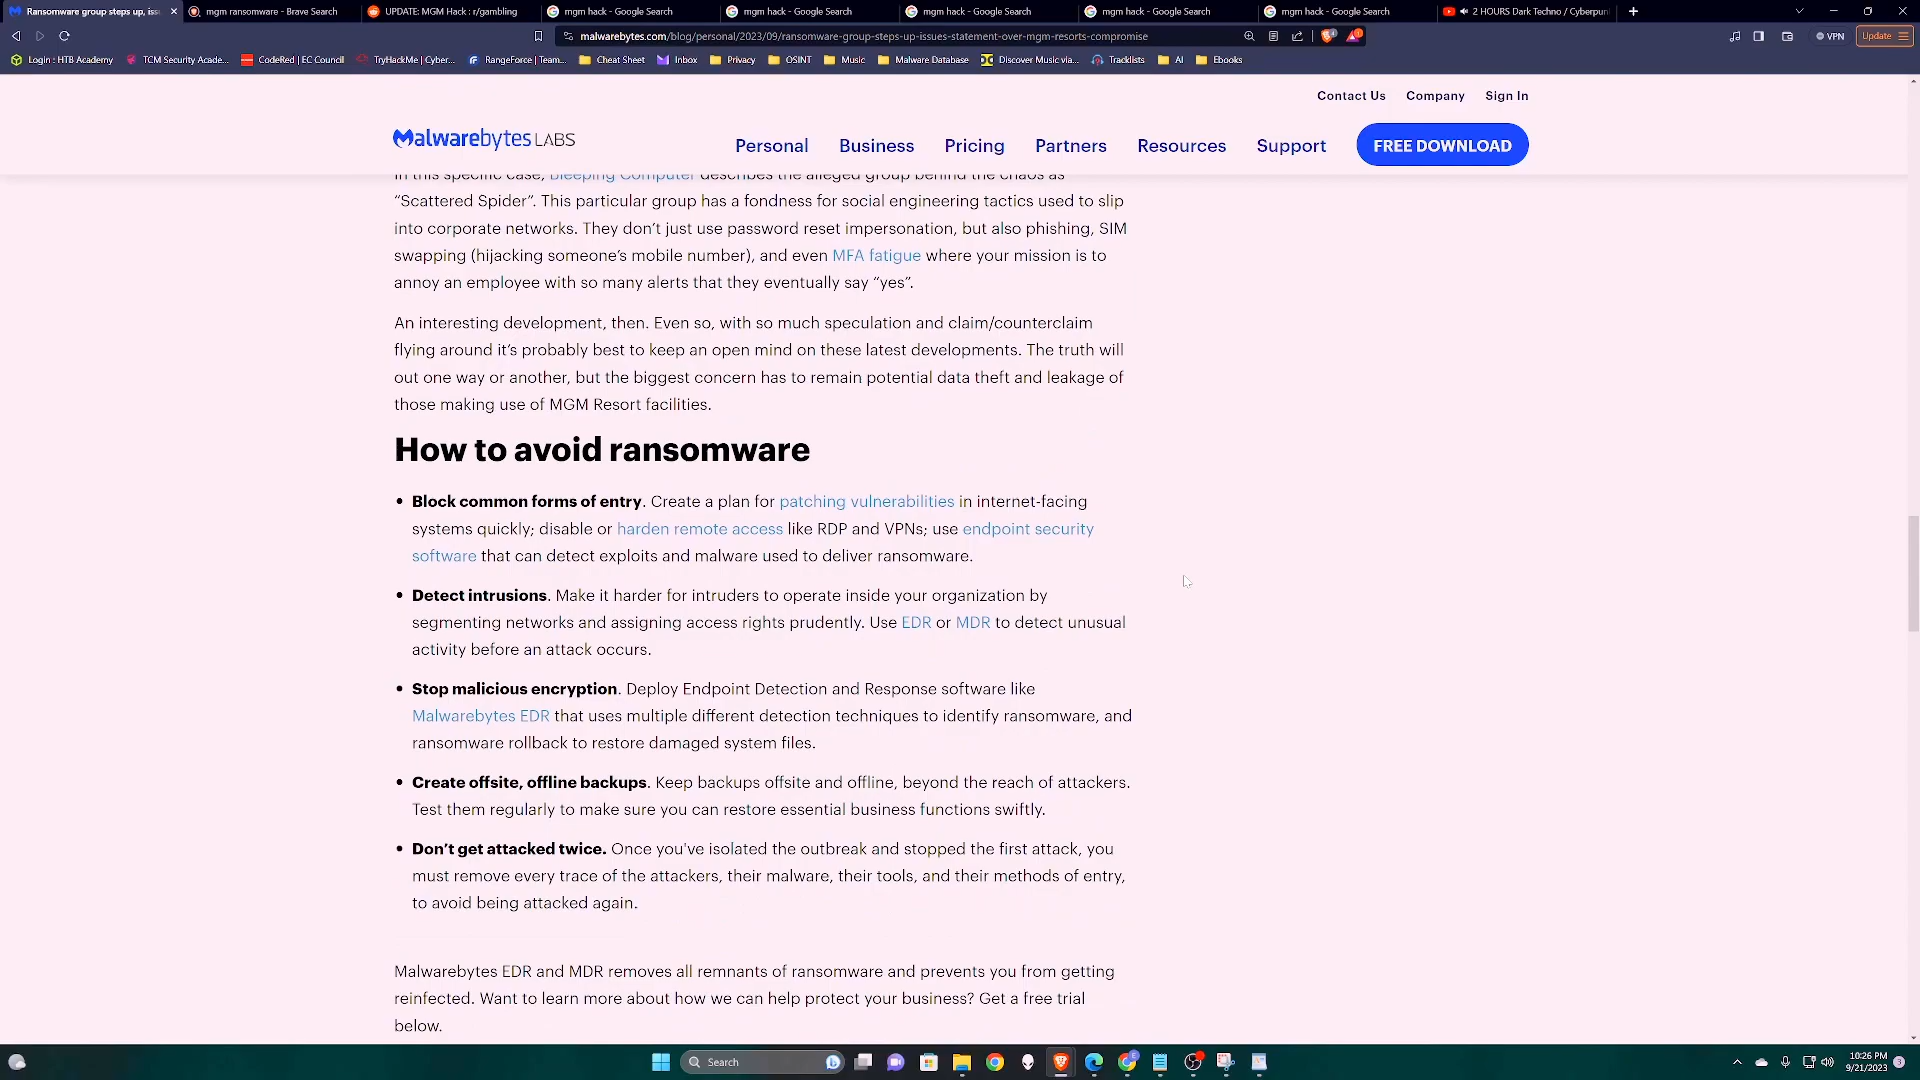 Ransomware group steps up, iss
mgm ransomware - Brave Search
UPDATE: MGM Hack : r/gambling
mgm hack - Google Search
mgm hack - Google Search
mgm hack - Google Search
mgm hack - Google Search
mgm hack - Google Search
2 HOURS Dark Techno / Cyberpun
malwarebytes.com/blog/personal/2023/09/ransomware-group-steps-up-issues-statement-over-mgm-resorts-compromise
VPN
Update
Login : HTB Academy
TCM Security Acade...
CodeRed | EC Council
TryHackMe | Cyber...
RangeForce | Team...
Cheat Sheet
Inbox
Privacy
OSINT
Music
Malware Database
Discover Music via...
Tracklists
AI
Ebooks
Contact Us Company Sign In
Malwarebytes LABS
Personal Business Pricing Partners Resources Support FREE DOWNLOAD
In this specific case, Bleeping Computer describes the alleged group behind the chaos as
“Scattered Spider”. This particular group has a fondness for social engineering tactics used to slip
into corporate networks. They don’t just use password reset impersonation, but also phishing, SIM
swapping (hijacking someone’s mobile number), and even MFA fatigue where your mission is to
annoy an employee with so many alerts that they eventually say “yes”.
An interesting development, then. Even so, with so much speculation and claim/counterclaim
flying around it’s probably best to keep an open mind on these latest developments. The truth will
out one way or another, but the biggest concern has to remain potential data theft and leakage of
those making use of MGM Resort facilities.
How to avoid ransomware
• Block common forms of entry. Create a plan for patching vulnerabilities in internet-facing
systems quickly; disable or harden remote access like RDP and VPNs; use endpoint security
software that can detect exploits and malware used to deliver ransomware.
• Detect intrusions. Make it harder for intruders to operate inside your organization by
segmenting networks and assigning access rights prudently. Use EDR or MDR to detect unusual
activity before an attack occurs.
• Stop malicious encryption. Deploy Endpoint Detection and Response software like
Malwarebytes EDR that uses multiple different detection techniques to identify ransomware, and
ransomware rollback to restore damaged system files.
• Create offsite, offline backups. Keep backups offsite and offline, beyond the reach of attackers.
Test them regularly to make sure you can restore essential business functions swiftly.
• Don’t get attacked twice. Once you've isolated the outbreak and stopped the first attack, you
must remove every trace of the attackers, their malware, their tools, and their methods of entry,
to avoid being attacked again.
Malwarebytes EDR and MDR removes all remnants of ransomware and prevents you from getting
reinfected. Want to learn more about how we can help protect your business? Get a free trial
below.
Search
10:26 PM
9/21/2023